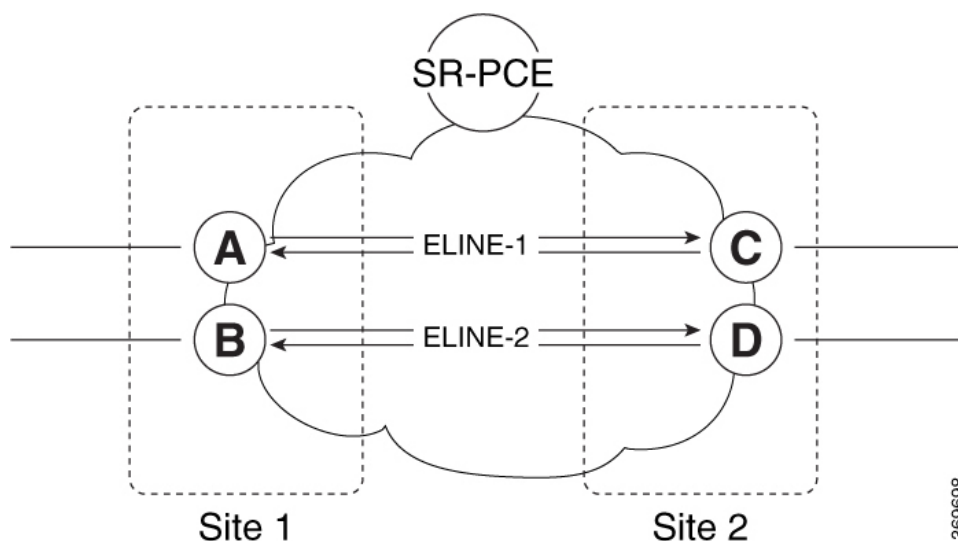 SR-PCE
A
ELINE-1
C
B
ELINE-2
D
Site 1
Site 2